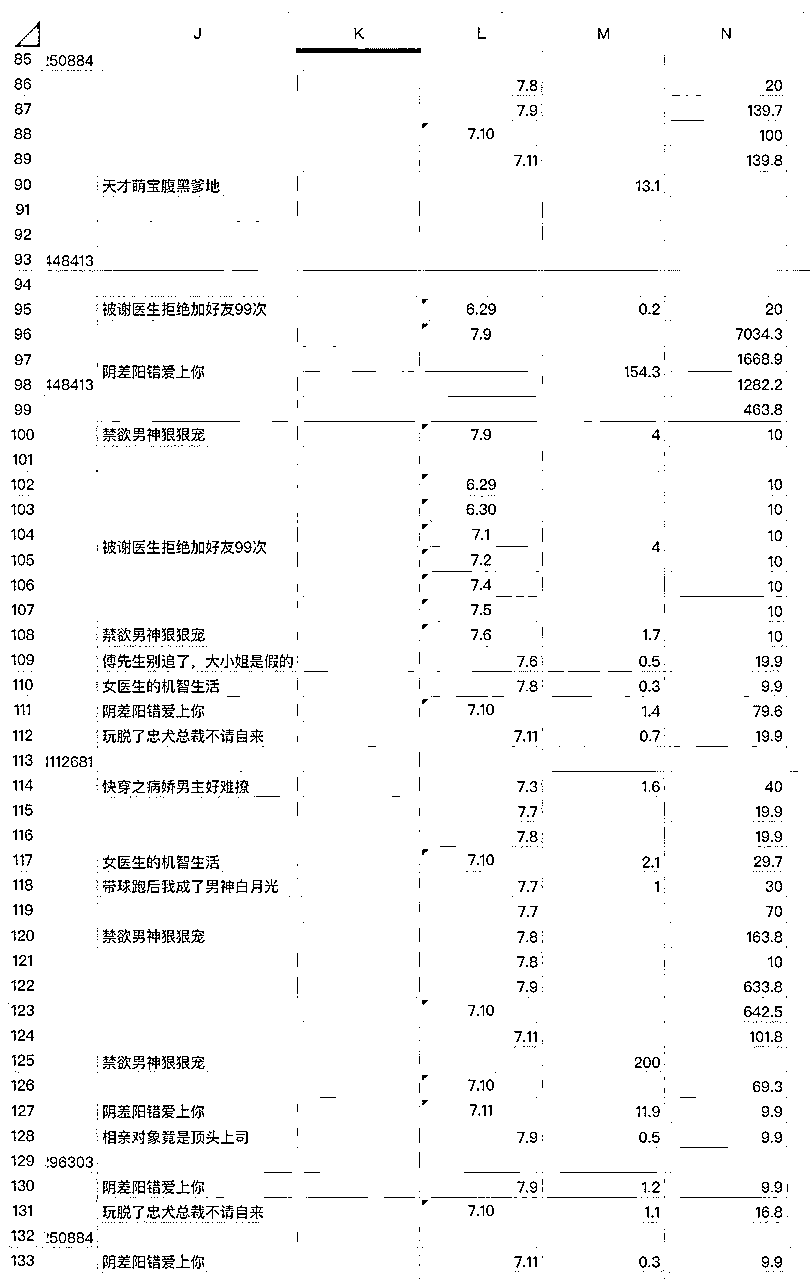 J K L M N
85 250884
86 7.8 20
87 7.9 139.7
88 7.10 100
89 7.11 139.8
90 天才萌宝腹黑爹地 13.1
91
92
93 448413
94
95 被谢医生拒绝加好友99次 6.29 0.2 20
96 7.9 7034.3
97 1668.9
阴差阳错爱上你 154.3
98 448413 1282.2
99 463.8
100 禁欲男神狠狠宠 7.9 4 10
101
102 6.29 10
103 6.30 10
104 7.1 10
被谢医生拒绝加好友99次 4
105 7.2 10
106 7.4 10
107 7.5 10
108 禁欲男神狠狠宠 7.6 1.7 10
109 傅先生别追了，大小姐是假的 7.6 0.5 19.9
110 女医生的机智生活 7.8 0.3 9.9
111 阴差阳错爱上你 7.10 1.4 79.6
112 玩脱了忠犬总裁不请自来 7.11 0.7 19.9
113 1112681
114 快穿之病娇男主好难撩 7.3 1.6 40
115 7.7 19.9
116 7.8 19.9
117 女医生的机智生活 7.10 2.1 29.7
118 带球跑后我成了男神白月光 7.7 1 30
119 7.7 70
120 禁欲男神狠狠宠 7.8 163.8
121 7.8 10
122 7.9 633.8
123 7.10 642.5
124 7.11 101.8
125 禁欲男神狠狠宠 200
126 7.10 69.3
127 阴差阳错爱上你 7.11 11.9 9.9
128 相亲对象竟是顶头上司 7.9 0.5 9.9
129 296303
130 阴差阳错爱上你 7.9 1.2 9.9
131 玩脱了忠犬总裁不请自来 7.10 1.1 16.8
132 250884
133 阴差阳错爱上你 7.11 0.3 9.9